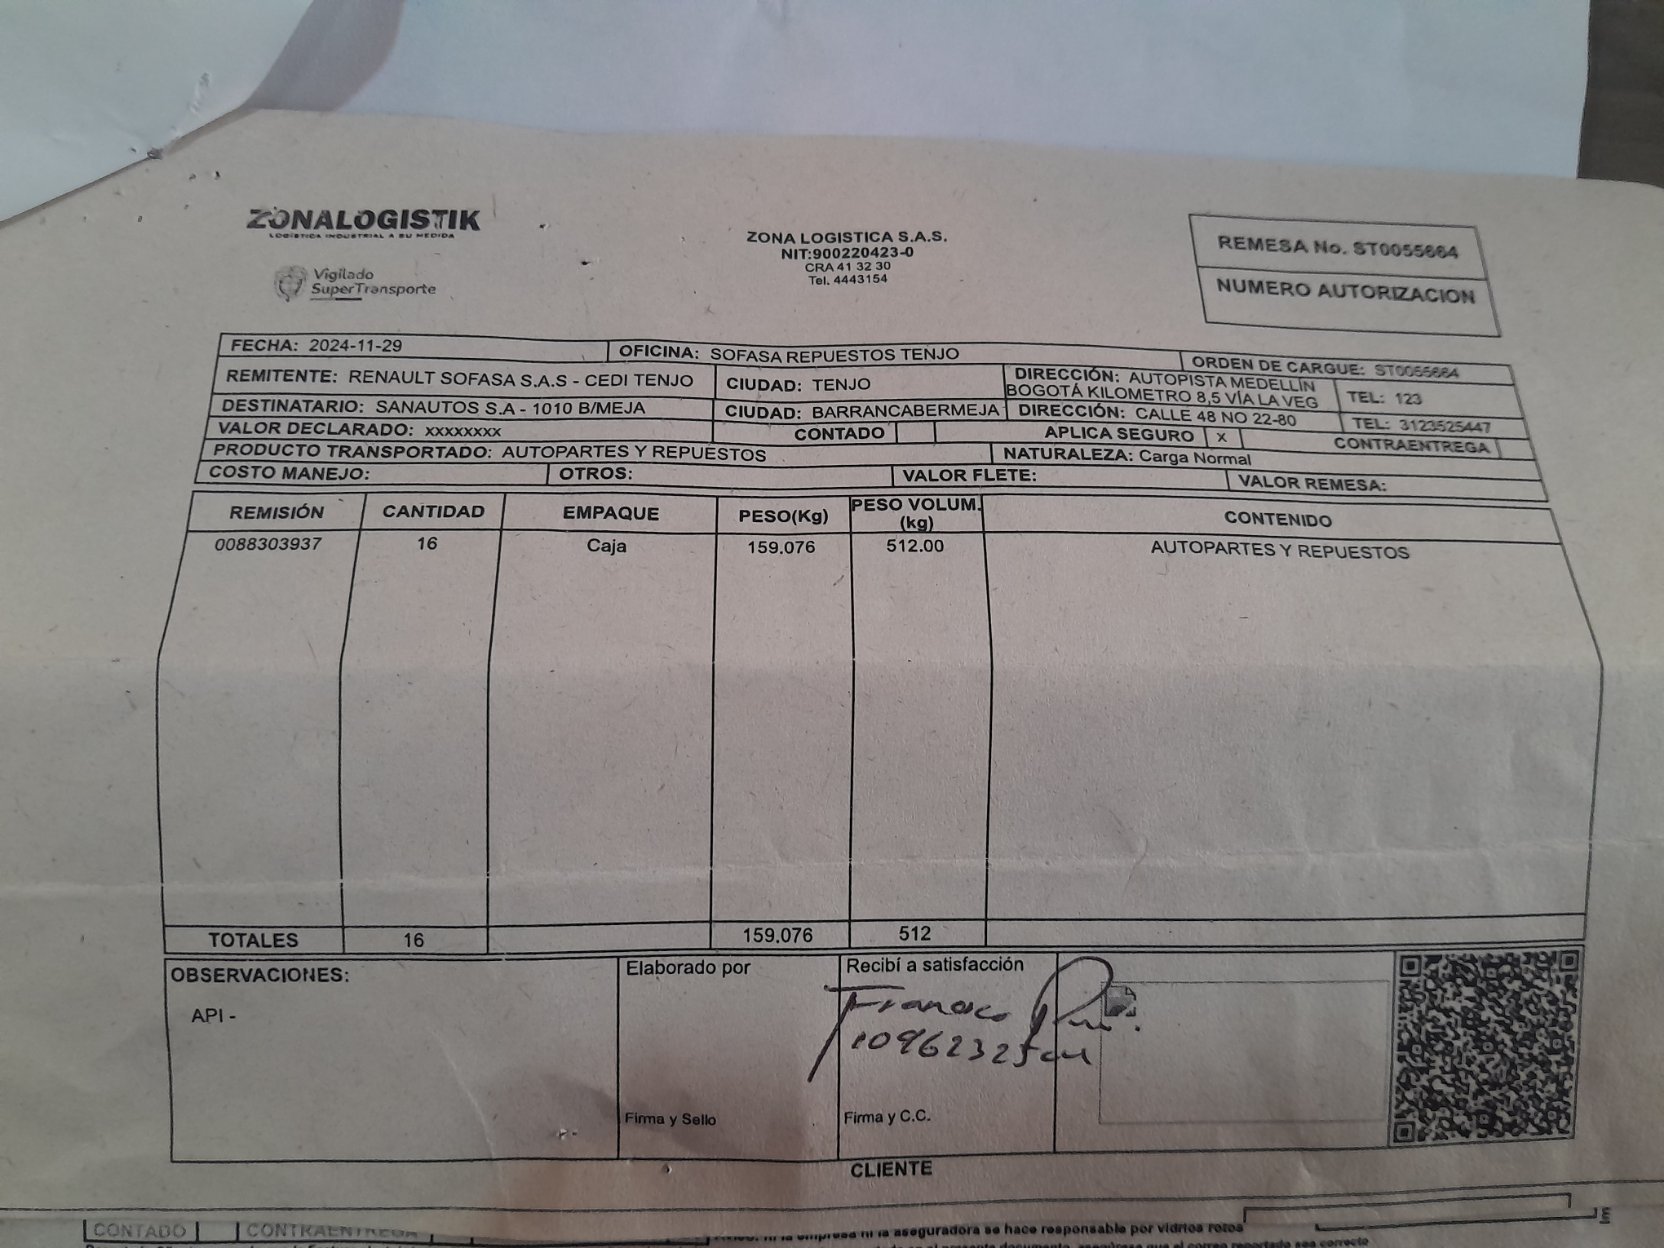 ZONALOGISTIK
LOGÍSTICA INDUSTRIAL A SU MEDIDA
Vigilado
SuperTransporte
ZONA LOGISTICA S.A.S.
NIT:900220423-0
CRA 41 32 30
Tel. 4443154
REMESA No. ST0055664
NUMERO AUTORIZACION
FECHA: 2024-11-29 OFICINA: SOFASA REPUESTOS TENJO ORDEN DE CARGUE: ST0055664
REMITENTE: RENAULT SOFASA S.A.S - CEDI TENJO CIUDAD: TENJO DIRECCIÓN: AUTOPISTA MEDELLÍN
BOGOTÁ KILOMETRO 8,5 VÍA LA VEG TEL: 123
DESTINATARIO: SANAUTOS S.A - 1010 B/MEJA CIUDAD: BARRANCABERMEJA DIRECCIÓN: CALLE 48 NO 22-80 TEL: 3123525447
VALOR DECLARADO: xxxxxxxx CONTADO APLICA SEGURO x CONTRAENTREGA
PRODUCTO TRANSPORTADO: AUTOPARTES Y REPUESTOS NATURALEZA: Carga Normal
COSTO MANEJO: OTROS: VALOR FLETE: VALOR REMESA:
REMISIÓN CANTIDAD EMPAQUE PESO(Kg) PESO VOLUM.
(kg) CONTENIDO
0088303937 16 Caja 159.076 512.00 AUTOPARTES Y REPUESTOS
TOTALES 16 159.076 512
OBSERVACIONES: Elaborado por Recibí a satisfacción
API -
Firma y Sello Firma y C.C.
CLIENTE
CONTADO CONTRAENTREGA
ni la aseguradora se hace responsable por vidrios rotos